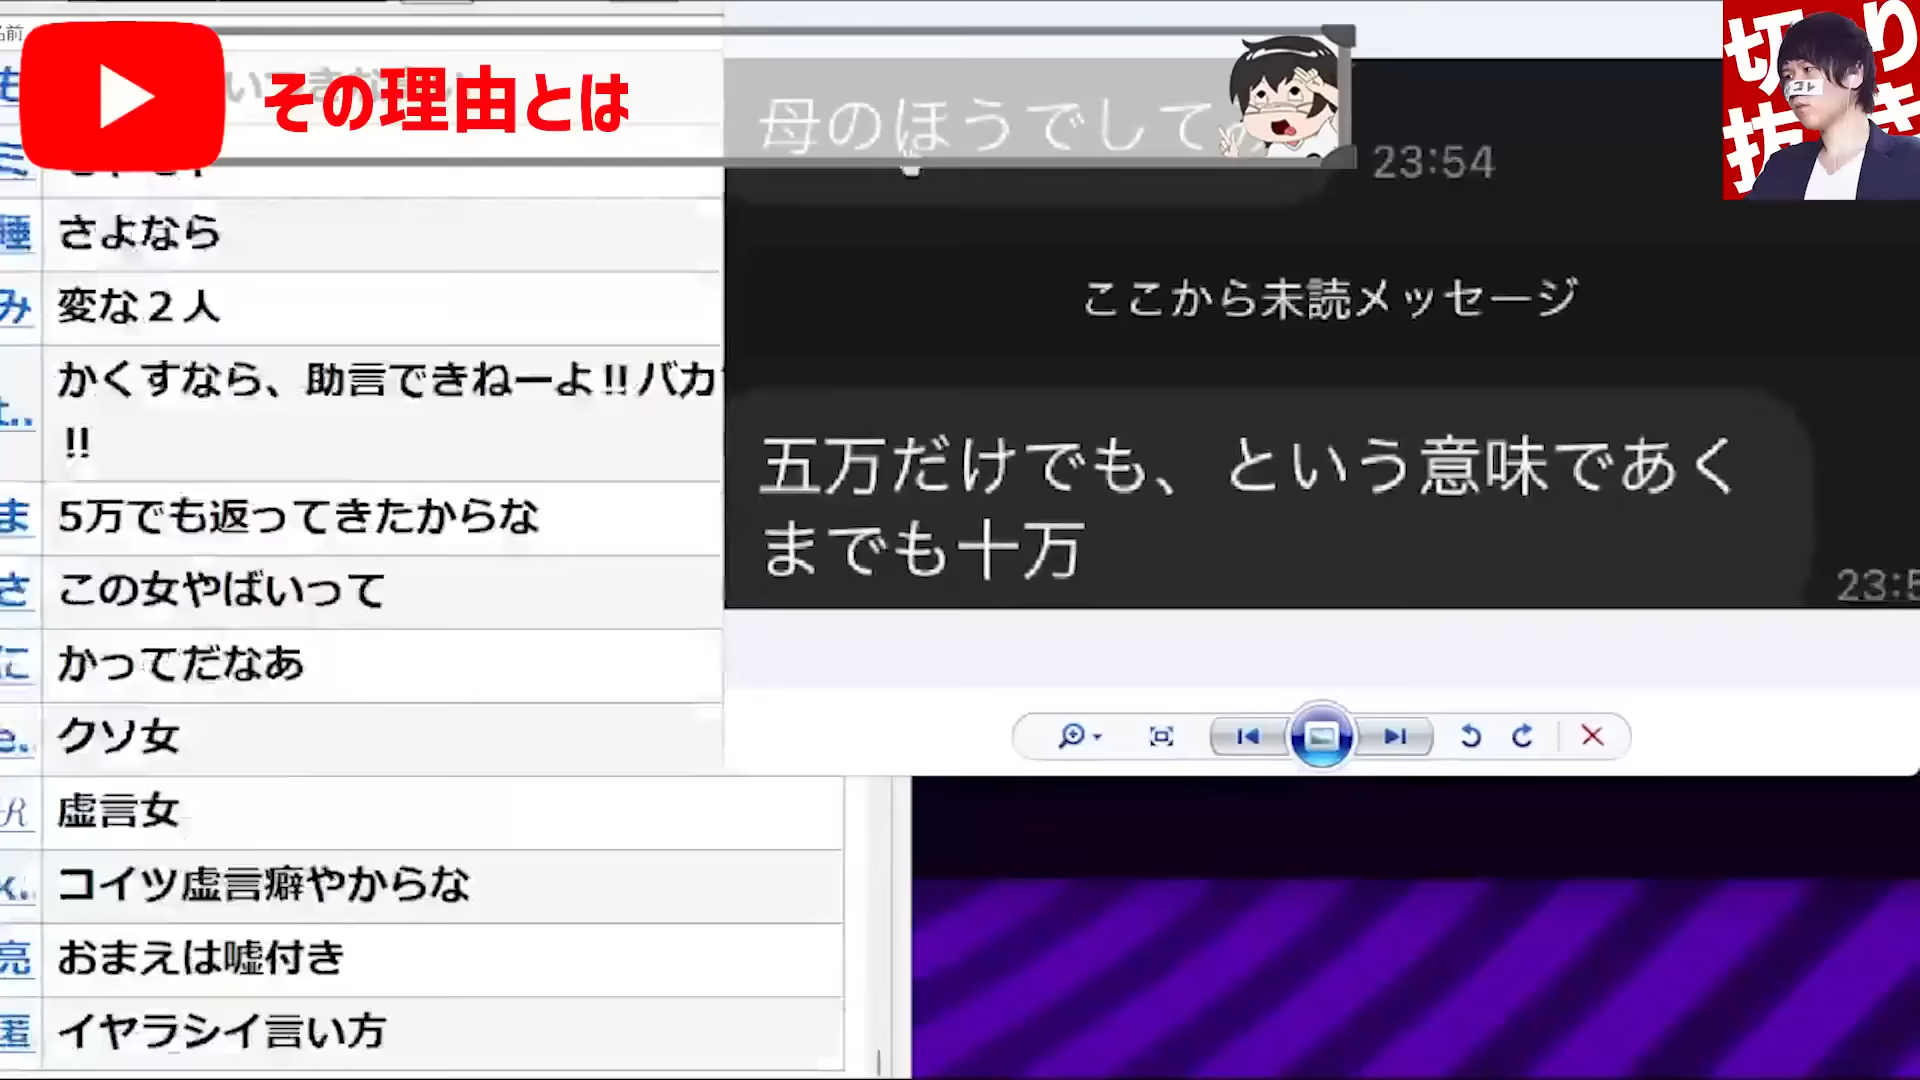 その理由とは
さよなら
変な２人
かくすなら、助言できねーよ‼バカ
‼
5万でも返ってきたからな
この女やばいって
かってだなあ
クソ女
虚言女
コイツ虚言癖やからな
おまえは嘘付き
イヤラシイ言い方
母のほうでして
23:54
ここから未読メッセージ
五万だけでも、という意味であく
までも十万
23:5
切り
抜き
コレ